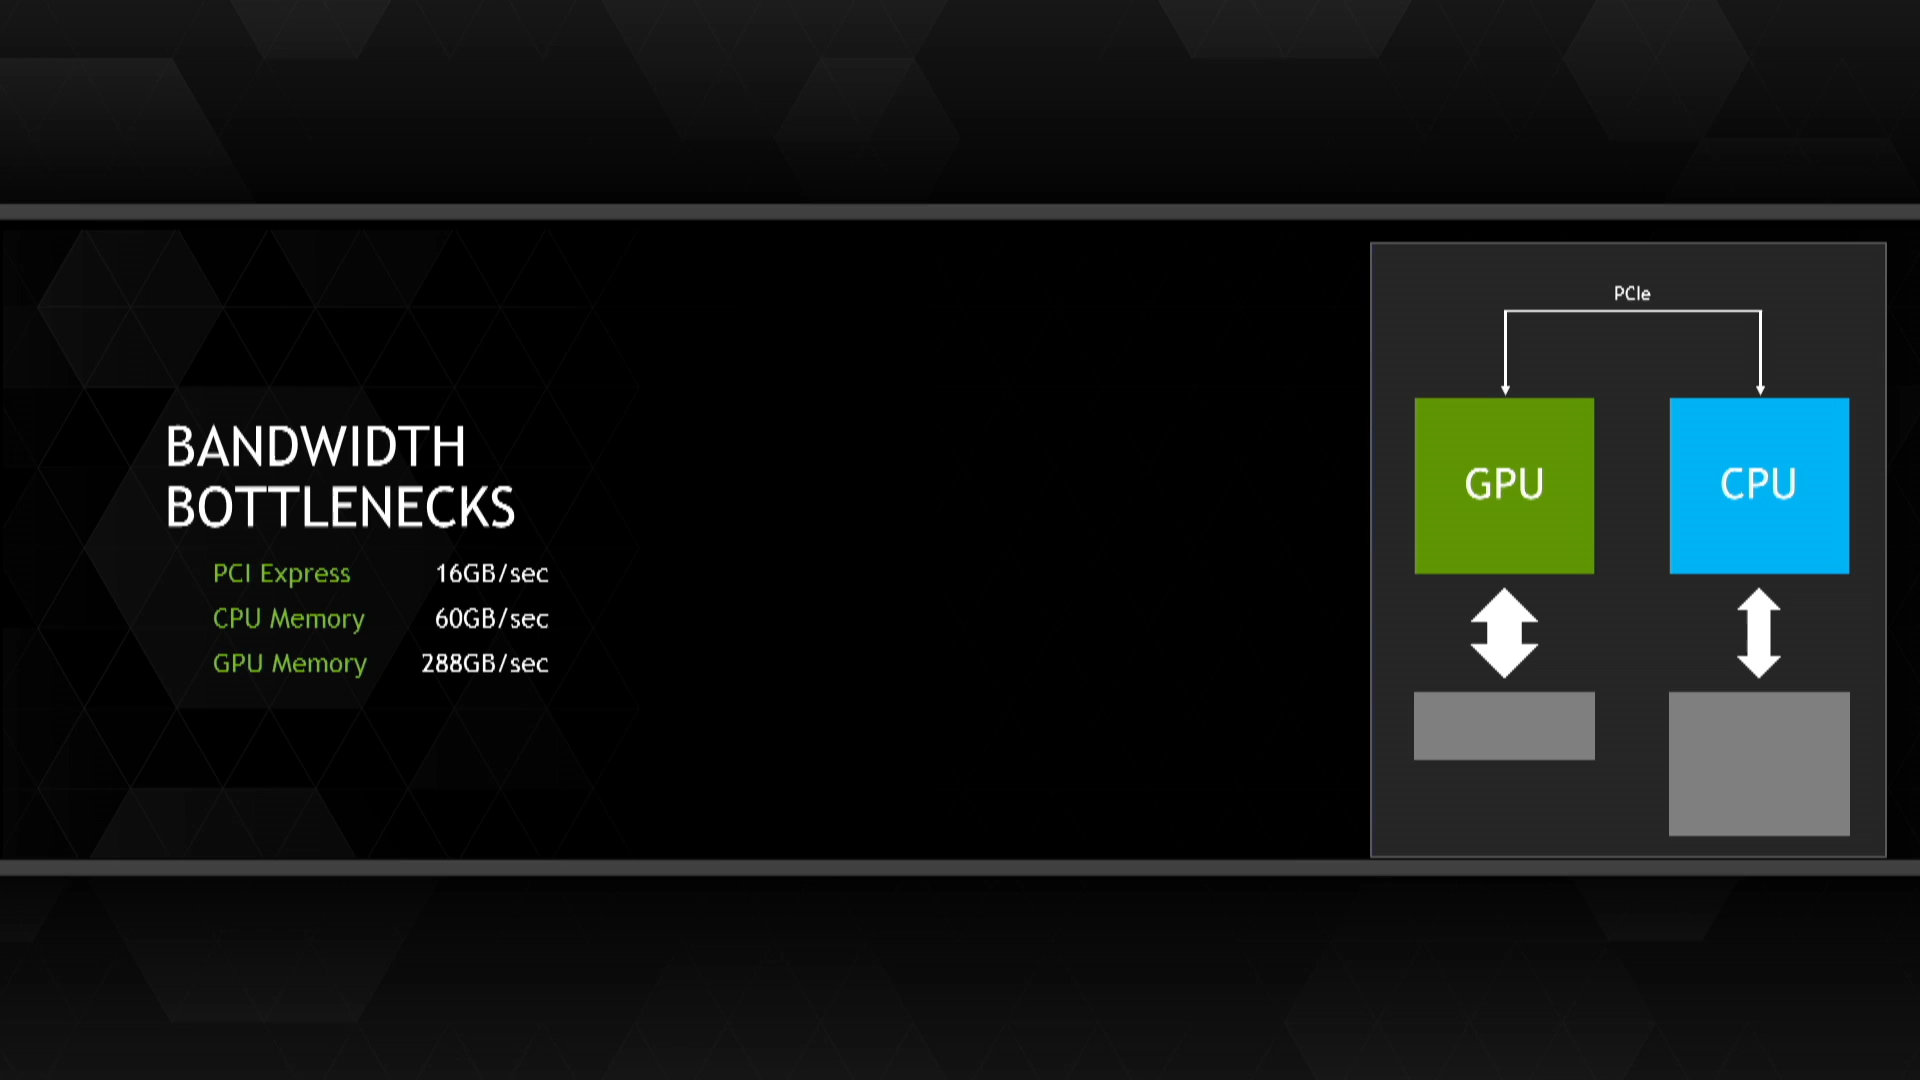 BANDWIDTH
BOTTLENECKS
PCI Express 16GB/sec
CPU Memory 60GB/sec
GPU Memory 288GB/sec
PCIe
GPU
CPU